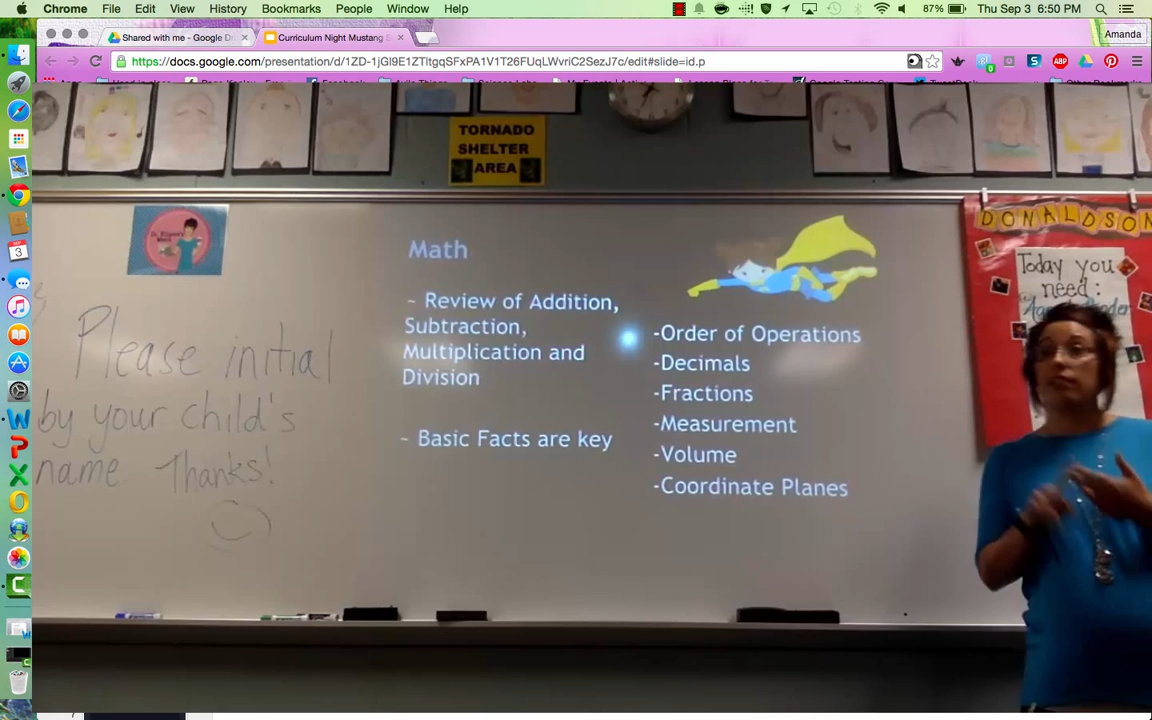 Chrome File Edit View History Bookmarks People Window Help 87% Thu Sep 3 6:50 PM
Shared with me - Google Dr Curriculum Night Mustang S Amanda
https://docs.google.com/presentation/d/1ZD-1jGl9E1ZTltgqSFxPA1V1T26FUqLWvriC2SezJ7c/edit#slide=id.p
TORNADO
SHELTER
AREA
DONALDSON
Today you
need:
Math
~ Review of Addition,
Subtraction,
Multiplication and
Division
~ Basic Facts are key
-Order of Operations
-Decimals
-Fractions
-Measurement
-Volume
-Coordinate Planes
Please initial
by your child's
name Thanks!